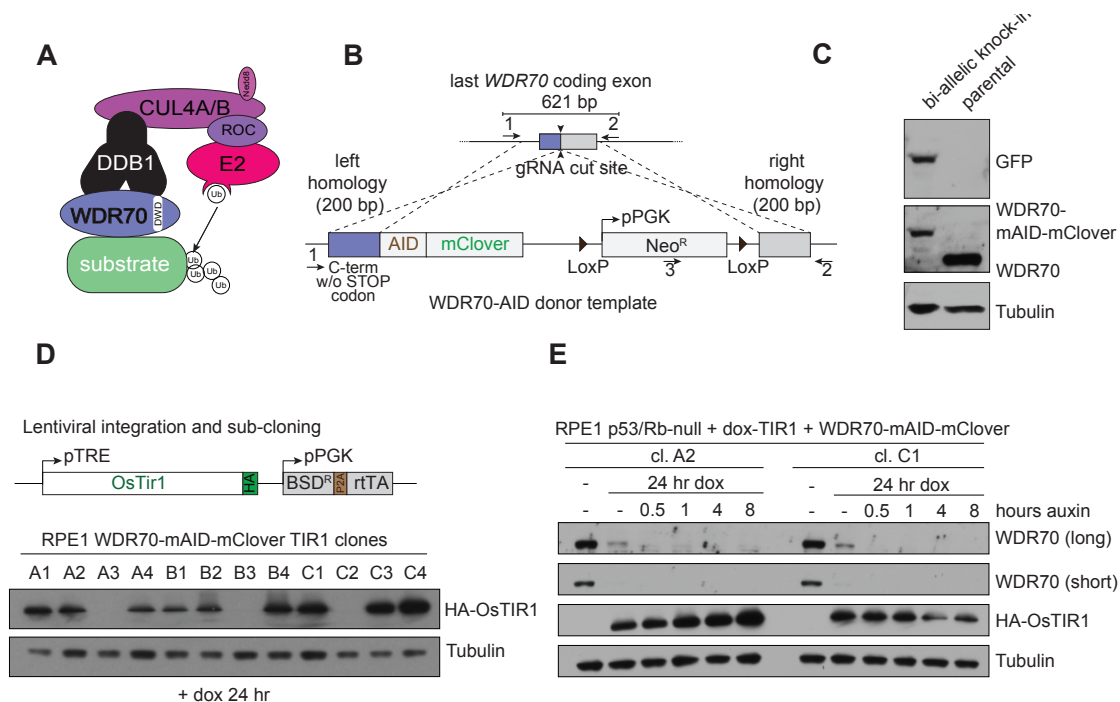 A
Nedd8
CUL4A/B
ROC
DDB1
E2
Ub
WDR70
DWD
substrate
Ub
Ub
Ub
Ub
Ub
B
last WDR70 coding exon
621 bp
1
2
gRNA cut site
left
homology
(200 bp)
right
homology
(200 bp)
pPGK
AID
mClover
NeoR
1
3
2
LoxP
LoxP
C-term
w/o STOP
codon
WDR70-AID donor template
C
bi-allelic knock-in
parental
GFP
WDR70-
mAID-mClover
WDR70
Tubulin
D
Lentiviral integration and sub-cloning
pTRE
pPGK
OsTir1
HA
BSDR
P2A
rtTA
RPE1 WDR70-mAID-mClover TIR1 clones
A1 A2 A3 A4 B1 B2 B3 B4 C1 C2 C3 C4
HA-OsTIR1
Tubulin
+ dox 24 hr
E
RPE1 p53/Rb-null + dox-TIR1 + WDR70-mAID-mClover
cl. A2 cl. C1
- 24 hr dox - 24 hr dox
- - 0.5 1 4 8 - - 0.5 1 4 8 hours auxin
WDR70 (long)
WDR70 (short)
HA-OsTIR1
Tubulin